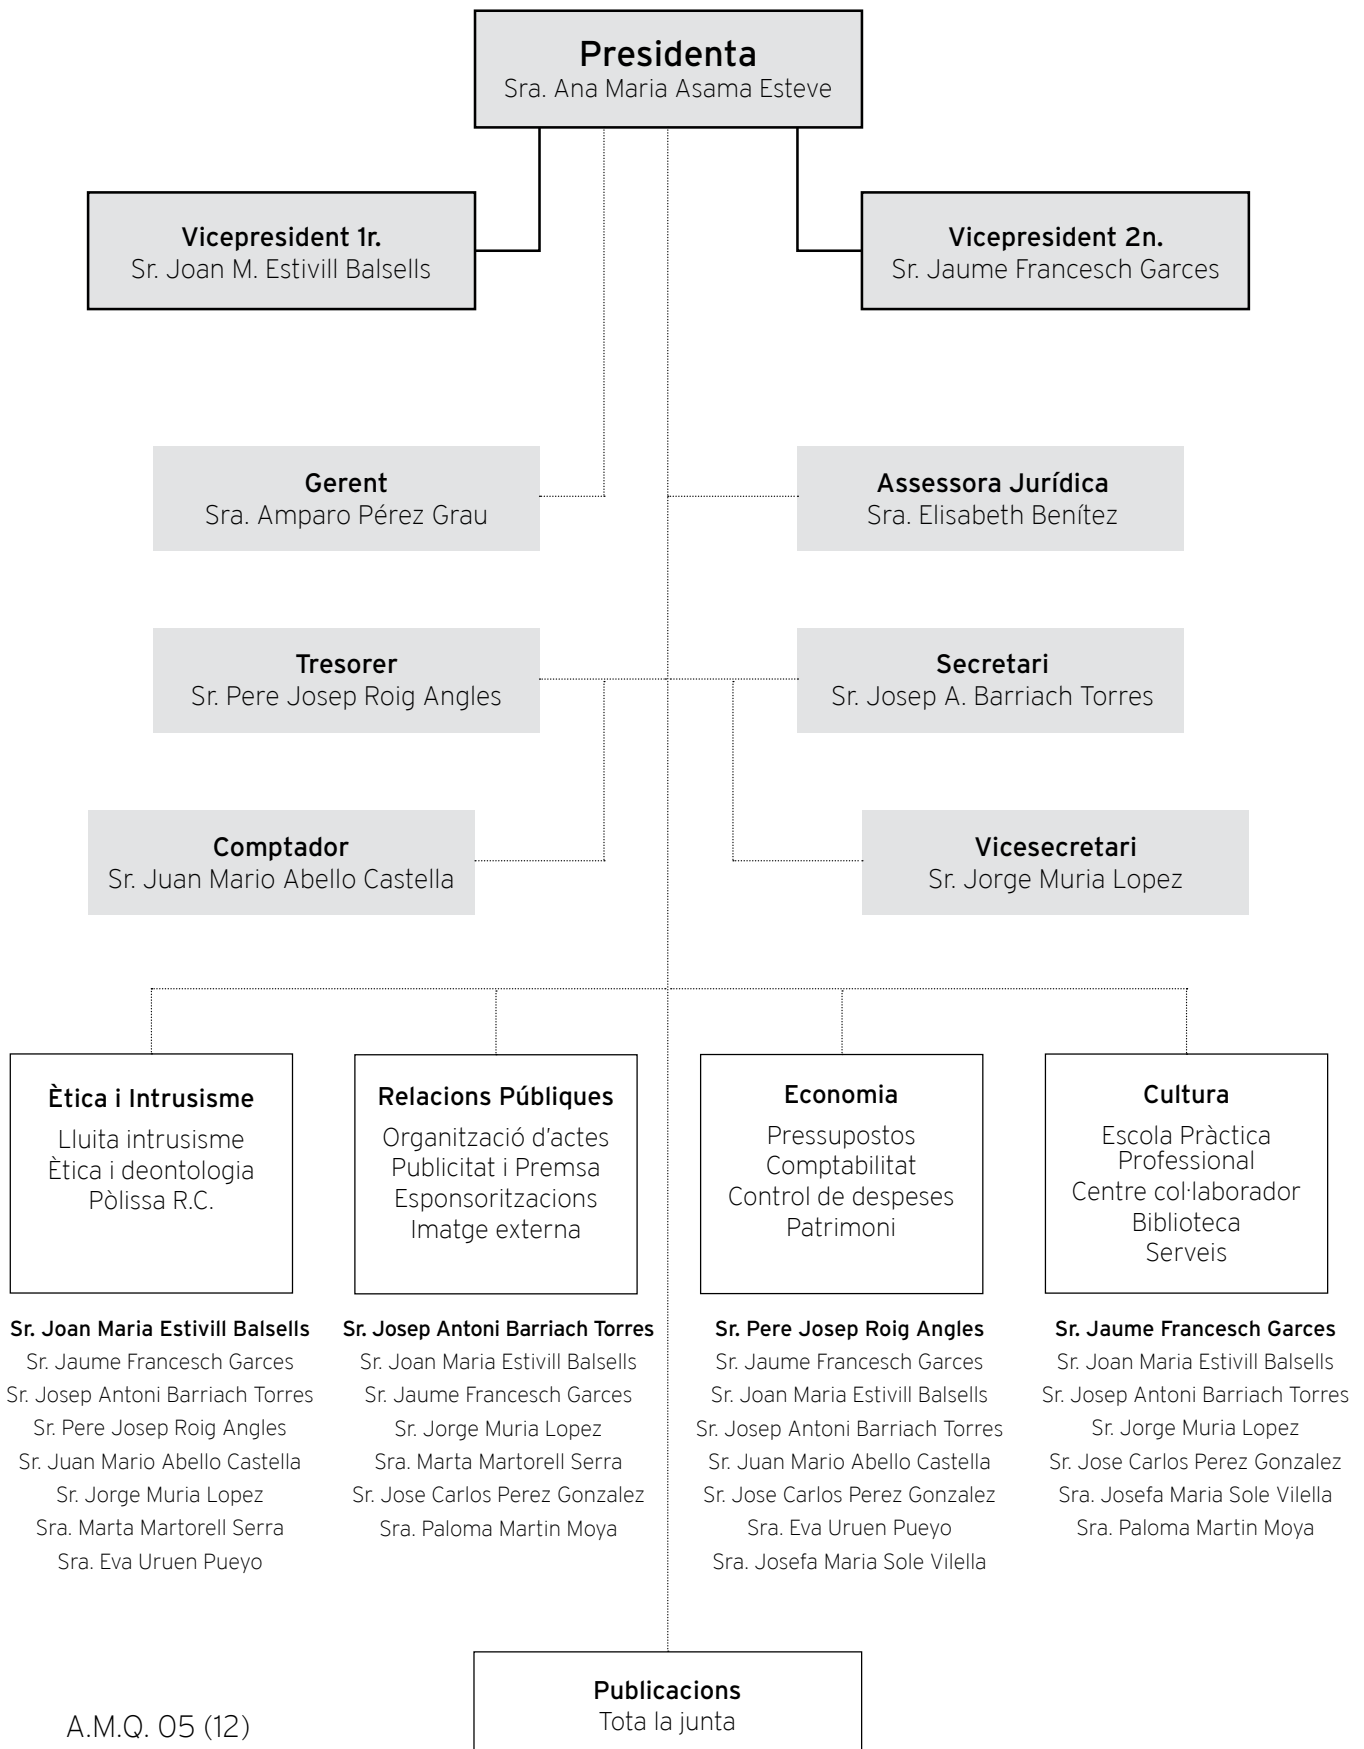 Presidenta
Sra. Ana Maria Asama Esteve
Vicepresident 1r.
Sr. Joan M. Estivill Balsells
Vicepresident 2n.
Sr. Jaume Francesch Garces
Gerent
Sra. Amparo Pérez Grau
Assessora Jurídica
Sra. Elisabeth Benítez
Tresorer
Sr. Pere Josep Roig Angles
Secretari
Sr. Josep A. Barriach Torres
Comptador
Sr. Juan Mario Abello Castella
Vicesecretari
Sr. Jorge Muria Lopez
Ètica i Intrusisme
Lluita intrusisme
Ètica i deontologia
Pòlissa R.C.
Sr. Joan Maria Estivill Balsells
Sr. Jaume Francesch Garces
Sr. Josep Antoni Barriach Torres
Sr. Pere Josep Roig Angles
Sr. Juan Mario Abello Castella
Sr. Jorge Muria Lopez
Sra. Marta Martorell Serra
Sra. Eva Uruen Pueyo
Relacions Públiques
Organització d'actes
Publicitat i Premsa
Esponsoritzacions
Imatge externa
Sr. Josep Antoni Barriach Torres
Sr. Joan Maria Estivill Balsells
Sr. Jaume Francesch Garces
Sr. Jorge Muria Lopez
Sra. Marta Martorell Serra
Sr. Jose Carlos Perez Gonzalez
Sra. Paloma Martin Moya
Economia
Pressupostos
Comptabilitat
Control de despeses
Patrimoni
Sr. Pere Josep Roig Angles
Sr. Jaume Francesch Garces
Sr. Joan Maria Estivill Balsells
Sr. Josep Antoni Barriach Torres
Sr. Juan Mario Abello Castella
Sr. Jose Carlos Perez Gonzalez
Sra. Eva Uruen Pueyo
Sra. Josefa Maria Sole Vilella
Cultura
Escola Pràctica
Professional
Centre col·laborador
Biblioteca
Serveis
Sr. Jaume Francesch Garces
Sr. Joan Maria Estivill Balsells
Sr. Josep Antoni Barriach Torres
Sr. Jorge Muria Lopez
Sr. Jose Carlos Perez Gonzalez
Sra. Josefa Maria Sole Vilella
Sra. Paloma Martin Moya
Publicacions
Tota la junta
A.M.Q. 05 (12)